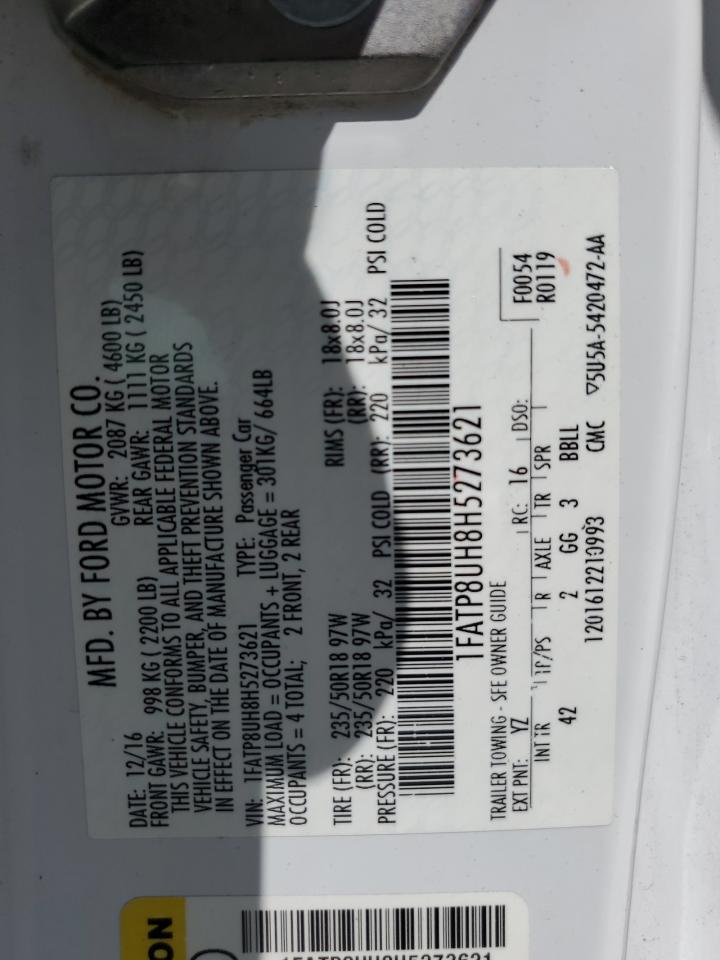 MFD. BY FORD MOTOR CO.
DATE: 12/16 GVWR: 2087 KG ( 4600 LB)
FRONT GAWR: 998 KG ( 2200 LB) REAR GAWR: 1111 KG ( 2450 LB)
THIS VEHICLE CONFORMS TO ALL APPLICABLE FEDERAL MOTOR
VEHICLE SAFETY, BUMPER, AND THEFT PREVENTION STANDARDS
IN EFFECT ON THE DATE OF MANUFACTURE SHOWN ABOVE.
VIN: 1FATP8UH8H5273621 TYPE: Passenger Car
MAXIMUM LOAD = OCCUPANTS + LUGGAGE = 301KG/ 664LB
OCCUPANTS = 4 TOTAL; 2 FRONT, 2 REAR
TIRE (FR): 235/50R18 97W RIMS (FR): 18x8.0J
(RR): 235/50R18 97W (RR): 18x8.0J
PRESSURE (FR): 220 kPa/ 32 PSI COLD (RR): 220 kPa/ 32 PSI COLD
1FATP8UH8H5273621
TRAILER TOWING - SEE OWNER GUIDE
F0054
R0119
EXT PNT: YZ RC: 16 DSO:
INT TR TP/PS R AXLE TR SPR
42 2 GG 3 BBLL
CMC ▽5U5A-5420472-AA
1201612210993
ON
1FATP8UH8H5273621